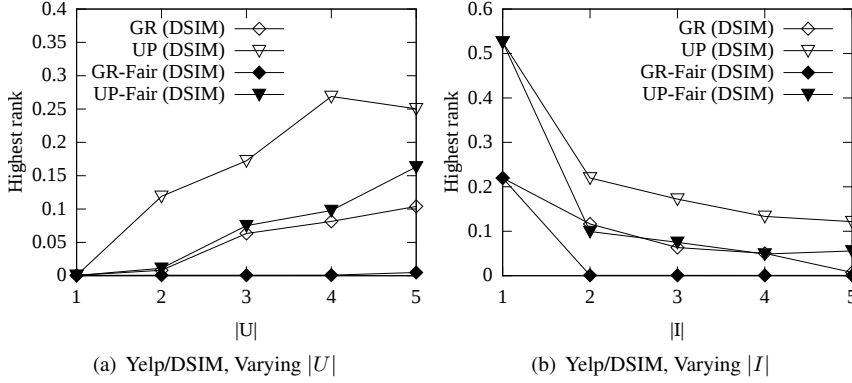 0.4
0.35
0.3
0.25
0.2
0.15
0.1
0.05
0
Highest rank
GR (DSIM)
UP (DSIM)
GR-Fair (DSIM)
UP-Fair (DSIM)
1 2 3 4 5
|U|
(a) Yelp/DSIM, Varying |U|
0.6
0.5
0.4
0.3
0.2
0.1
0
Highest rank
GR (DSIM)
UP (DSIM)
GR-Fair (DSIM)
UP-Fair (DSIM)
1 2 3 4 5
|I|
(b) Yelp/DSIM, Varying |I|